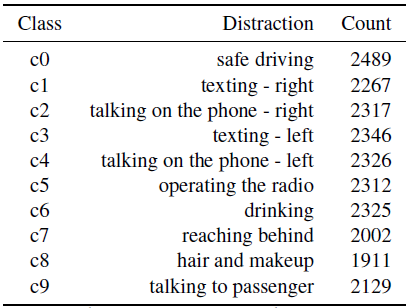 Class Distraction Count
c0 safe driving 2489
c1 texting - right 2267
c2 talking on the phone - right 2317
c3 texting - left 2346
c4 talking on the phone - left 2326
c5 operating the radio 2312
c6 drinking 2325
c7 reaching behind 2002
c8 hair and makeup 1911
c9 talking to passenger 2129